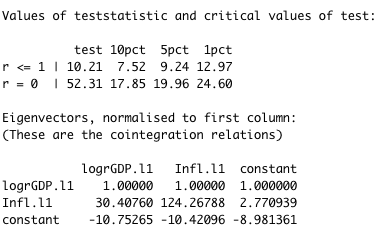 Values of teststatistic and critical values of test:
test 10pct 5pct 1pct
r <= 1 | 10.21 7.52 9.24 12.97
r = 0 | 52.31 17.85 19.96 24.60
Eigenvectors, normalised to first column:
(These are the cointegration relations)
logrGDP.l1 Infl.l1 constant
logrGDP.l1 1.00000 1.00000 1.000000
Infl.l1 30.40760 124.26788 2.770939
constant -10.75265 -10.42096 -8.981361